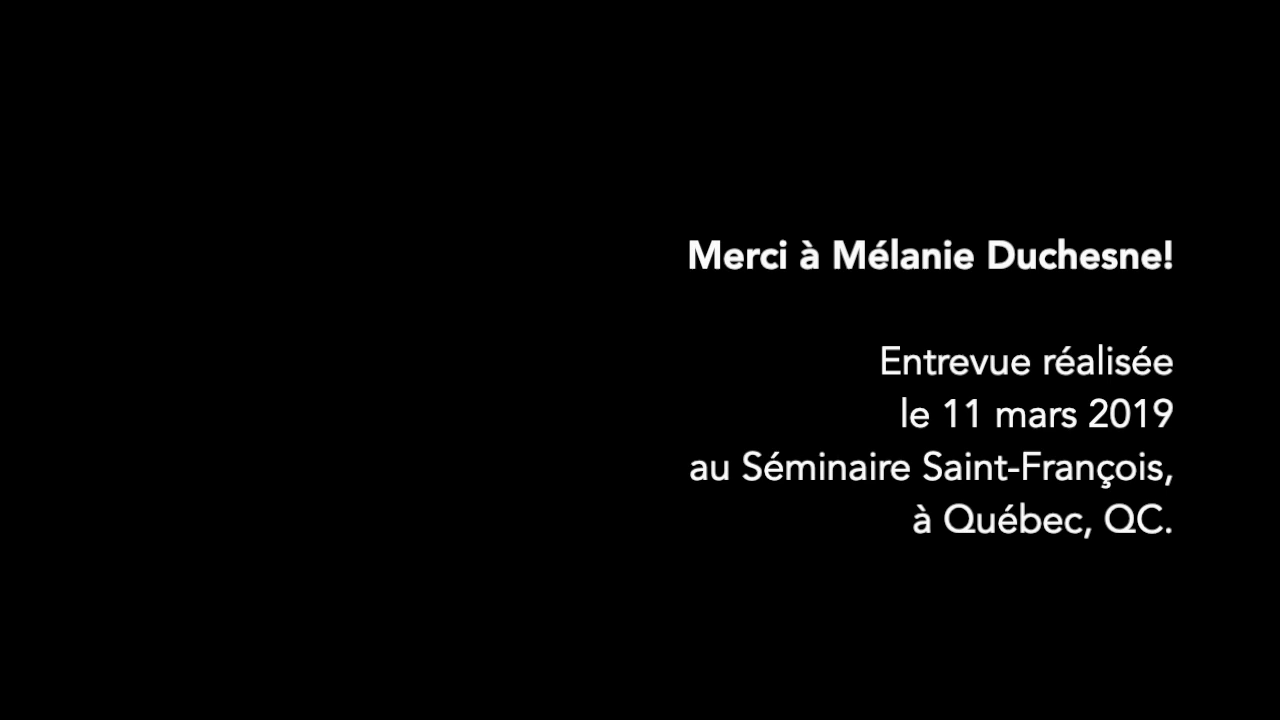 Merci à Mélanie Duchesne!
Entrevue réalisée
le 11 mars 2019
au Séminaire Saint-François,
à Québec, QC.